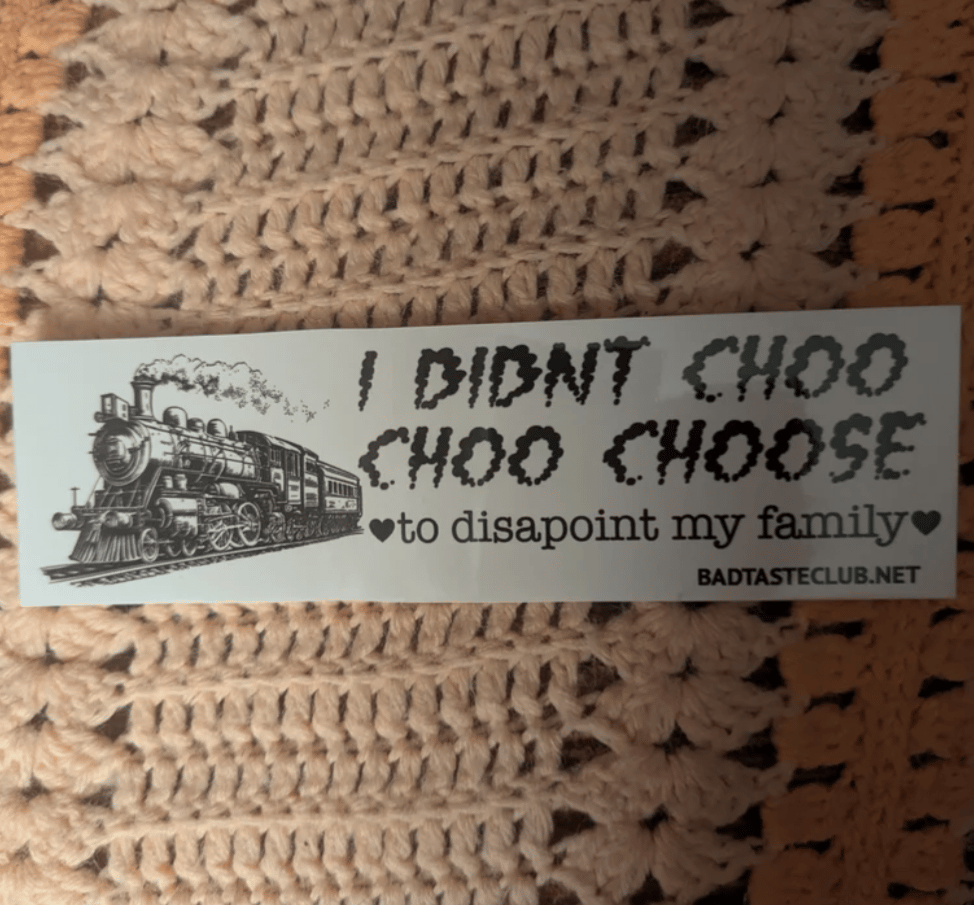 I DIDNT CHOO
CHOO CHOOSE
♥to disapoint my family♥
BADTASTECLUB.NET